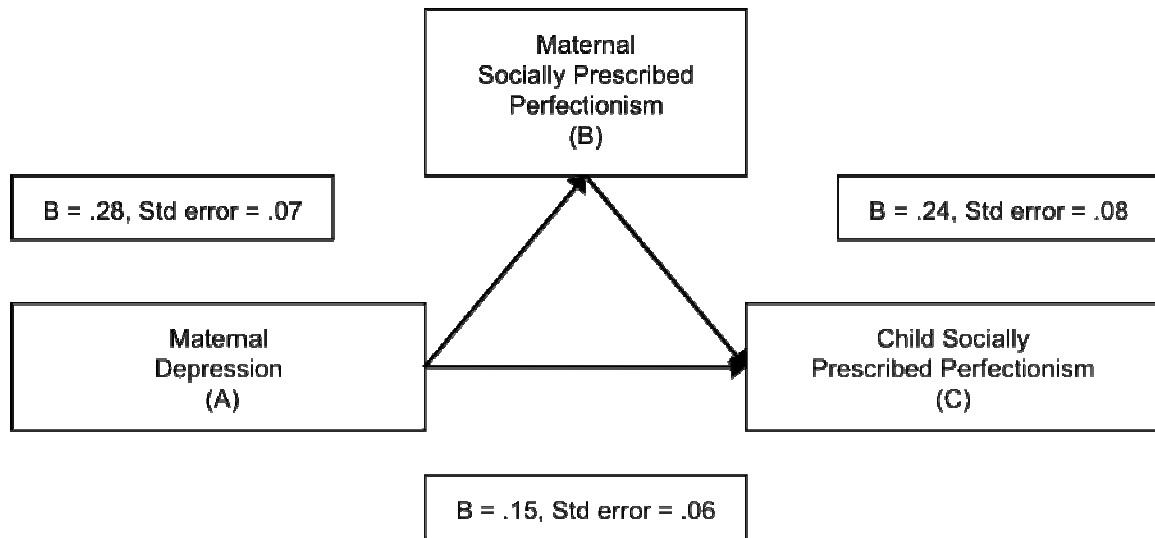 Maternal
Socially Prescribed
Perfectionism
(B)
B = .28, Std error = .07
B = .24, Std error = .08
Maternal
Depression
(A)
Child Socially
Prescribed Perfectionism
(C)
B = .15, Std error = .06